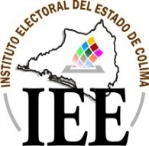 INSTITUTO ELECTORAL DEL ESTADO DE COLIMA
IEE